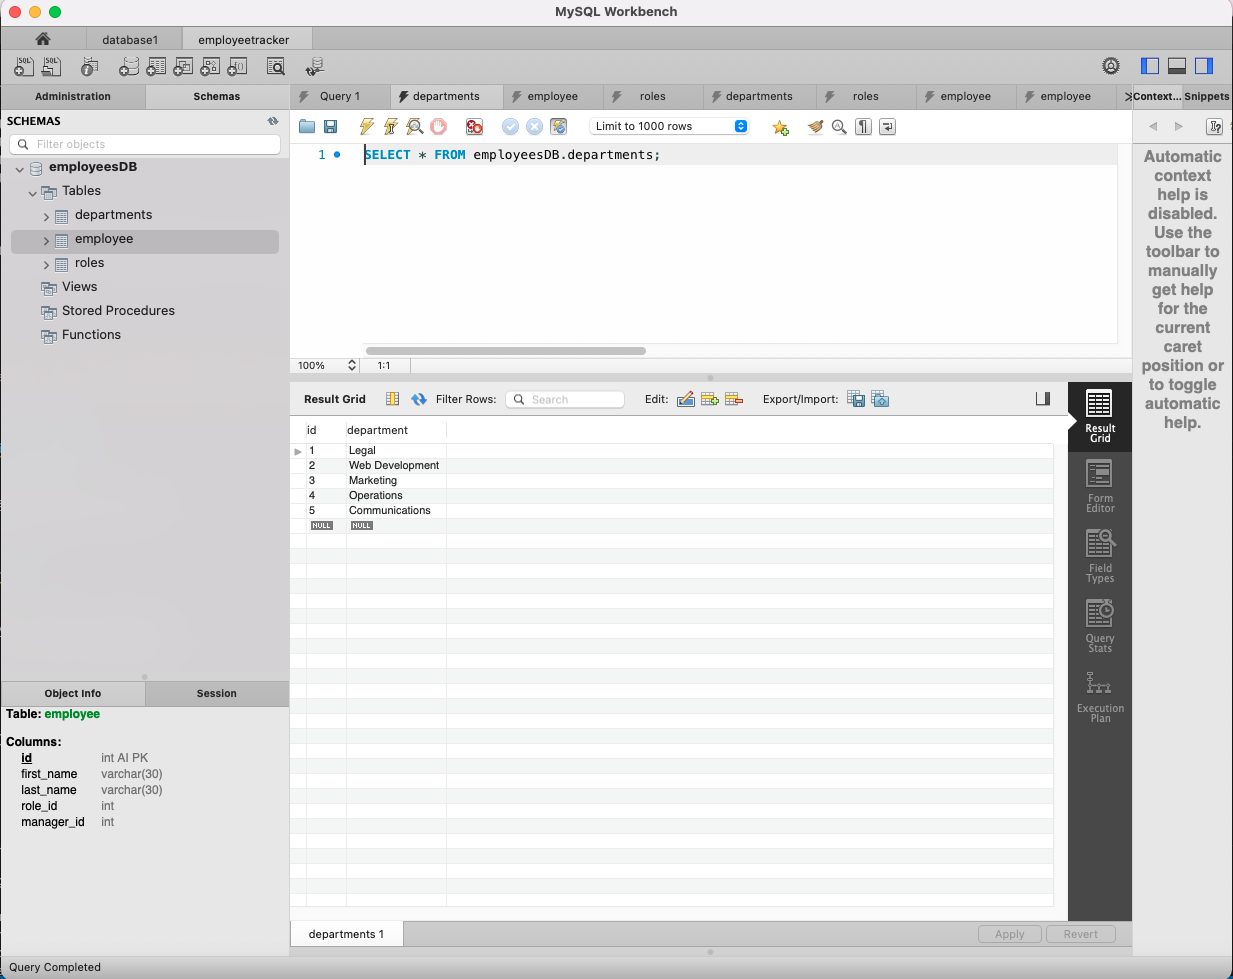 MySQL Workbench
database1
employeetracker
Administration
Schemas
Query 1
departments
employee
roles
departments
roles
employee
employee
Context...
Snippets
SCHEMAS
Filter objects
employeesDB
Tables
departments
employee
roles
Views
Stored Procedures
Functions
Limit to 1000 rows
1
SELECT * FROM employeesDB.departments;
100%
1:1
Automatic
context
help is
disabled.
Use the
toolbar to
manually
get help
for the
current
caret
position or
to toggle
automatic
help.
Result Grid
Filter Rows:
Search
Edit:
Export/Import:
id department
1 Legal
2 Web Development
3 Marketing
4 Operations
5 Communications
NULL NULL
Result
Grid
Form
Editor
Field
Types
Query
Stats
Execution
Plan
Object Info
Session
Table: employee
Columns:
id int AI PK
first_name varchar(30)
last_name varchar(30)
role_id int
manager_id int
departments 1
Apply
Revert
Query Completed